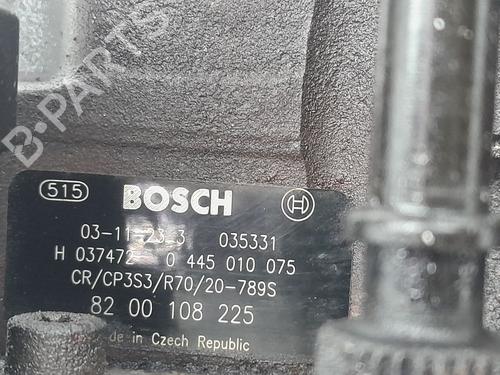 B-PARTS
515 BOSCH
03-11-23 3 035331
H 037472 0 445 010 075
CR/CP3S3/R70/20-789S
82 00 108 225
de in Czech Republic